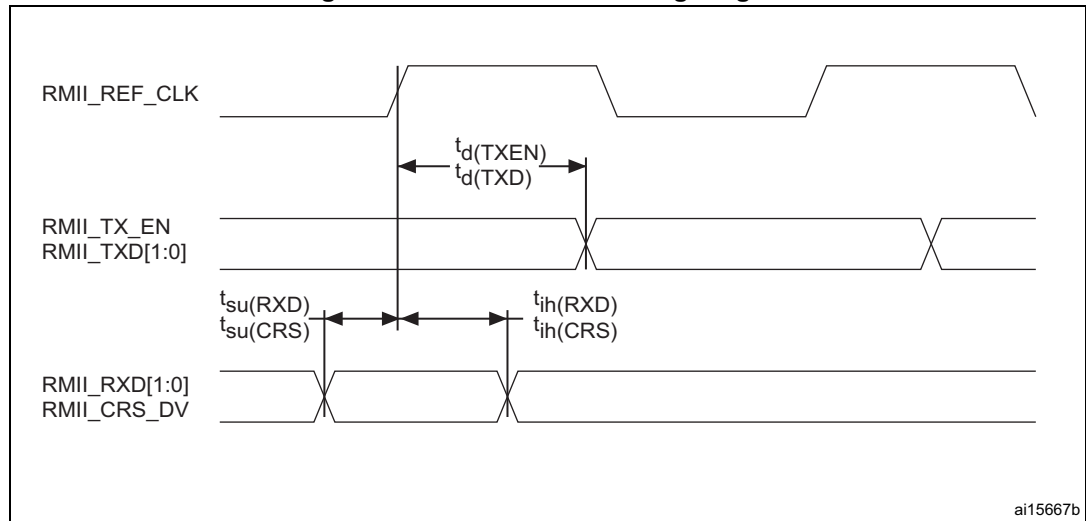 RMII_REF_CLK
td(TXEN)
td(TXD)
RMII_TX_EN
RMII_TXD[1:0]
tsu(RXD)
tsu(CRS)
tih(RXD)
tih(CRS)
RMII_RXD[1:0]
RMII_CRS_DV
ai15667b